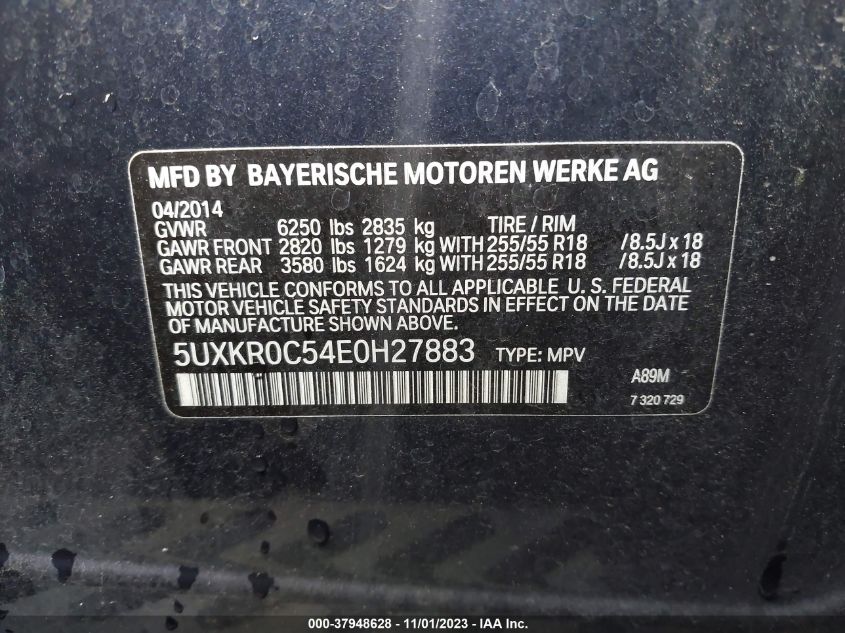 MFD BY BAYERISCHE MOTOREN WERKE AG
04/2014
GVWR 6250 lbs 2835 kg TIRE / RIM
GAWR FRONT 2820 lbs 1279 kg WITH 255/55 R18 /8.5J x 18
GAWR REAR 3580 lbs 1624 kg WITH 255/55 R18 /8.5J x 18
THIS VEHICLE CONFORMS TO ALL APPLICABLE U. S. FEDERAL
MOTOR VEHICLE SAFETY STANDARDS IN EFFECT ON THE DATE
OF MANUFACTURE SHOWN ABOVE.
5UXKR0C54E0H27883 TYPE: MPV
A89M
7 320 729
000-37948628 - 11/01/2023 - IAA Inc.